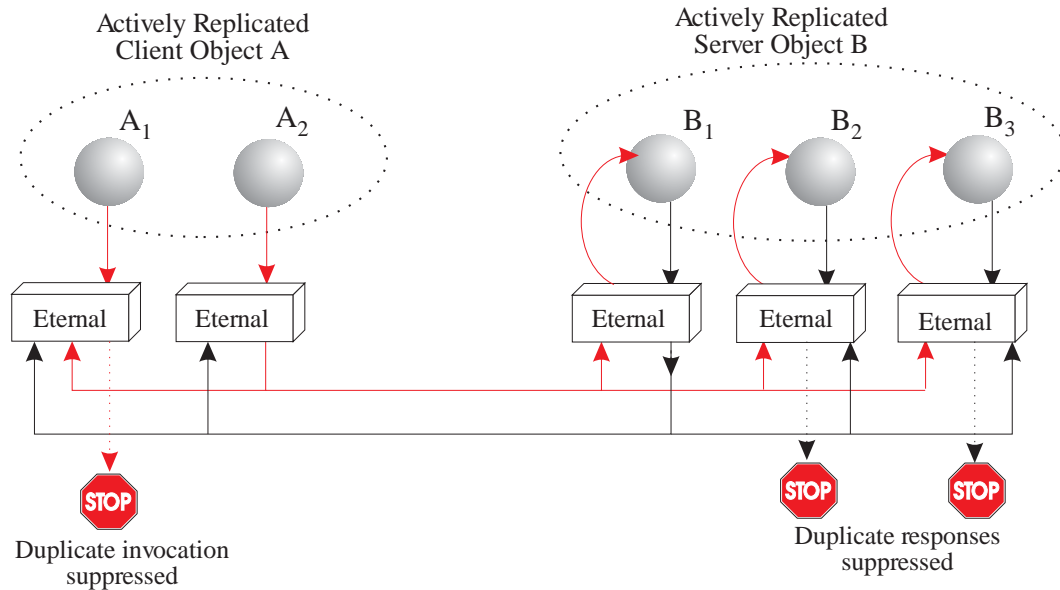 Actively Replicated
Client Object A
Actively Replicated
Server Object B
A1
A2
B1
B2
B3
Eternal
Eternal
Eternal
Eternal
Eternal
STOP
STOP
STOP
Duplicate invocation
suppressed
Duplicate responses
suppressed